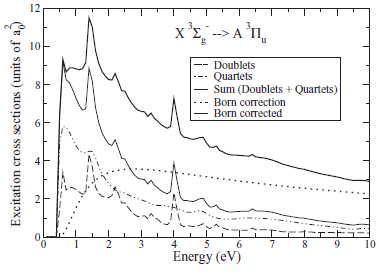 12
10
8
6
4
2
0
Excitation cross sections (units of a₀²)
X ³Σg⁻ --> A ³Πu
Doublets
Quartets
Sum (Doublets + Quartets)
Born correction
Born corrected
0 1 2 3 4 5 6 7 8 9 10
Energy (eV)